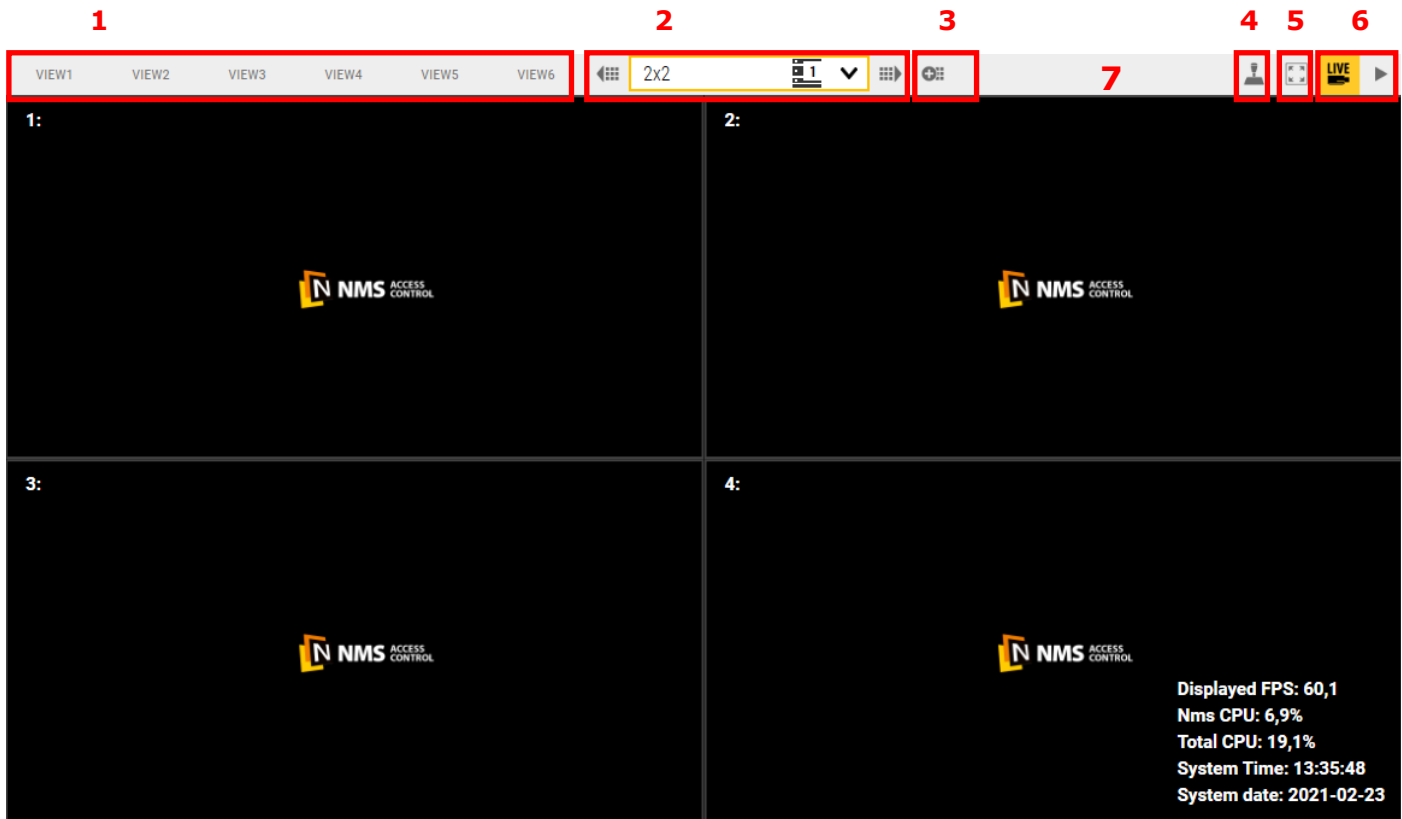 1 2 3 4 5 6
VIEW1 VIEW2 VIEW3 VIEW4 VIEW5 VIEW6 2x2 1 7 LIVE
1: 2:
NMS ACCESS CONTROL NMS ACCESS CONTROL
3: 4:
NMS ACCESS CONTROL NMS ACCESS CONTROL
Displayed FPS: 60,1
Nms CPU: 6,9%
Total CPU: 19,1%
System Time: 13:35:48
System date: 2021-02-23